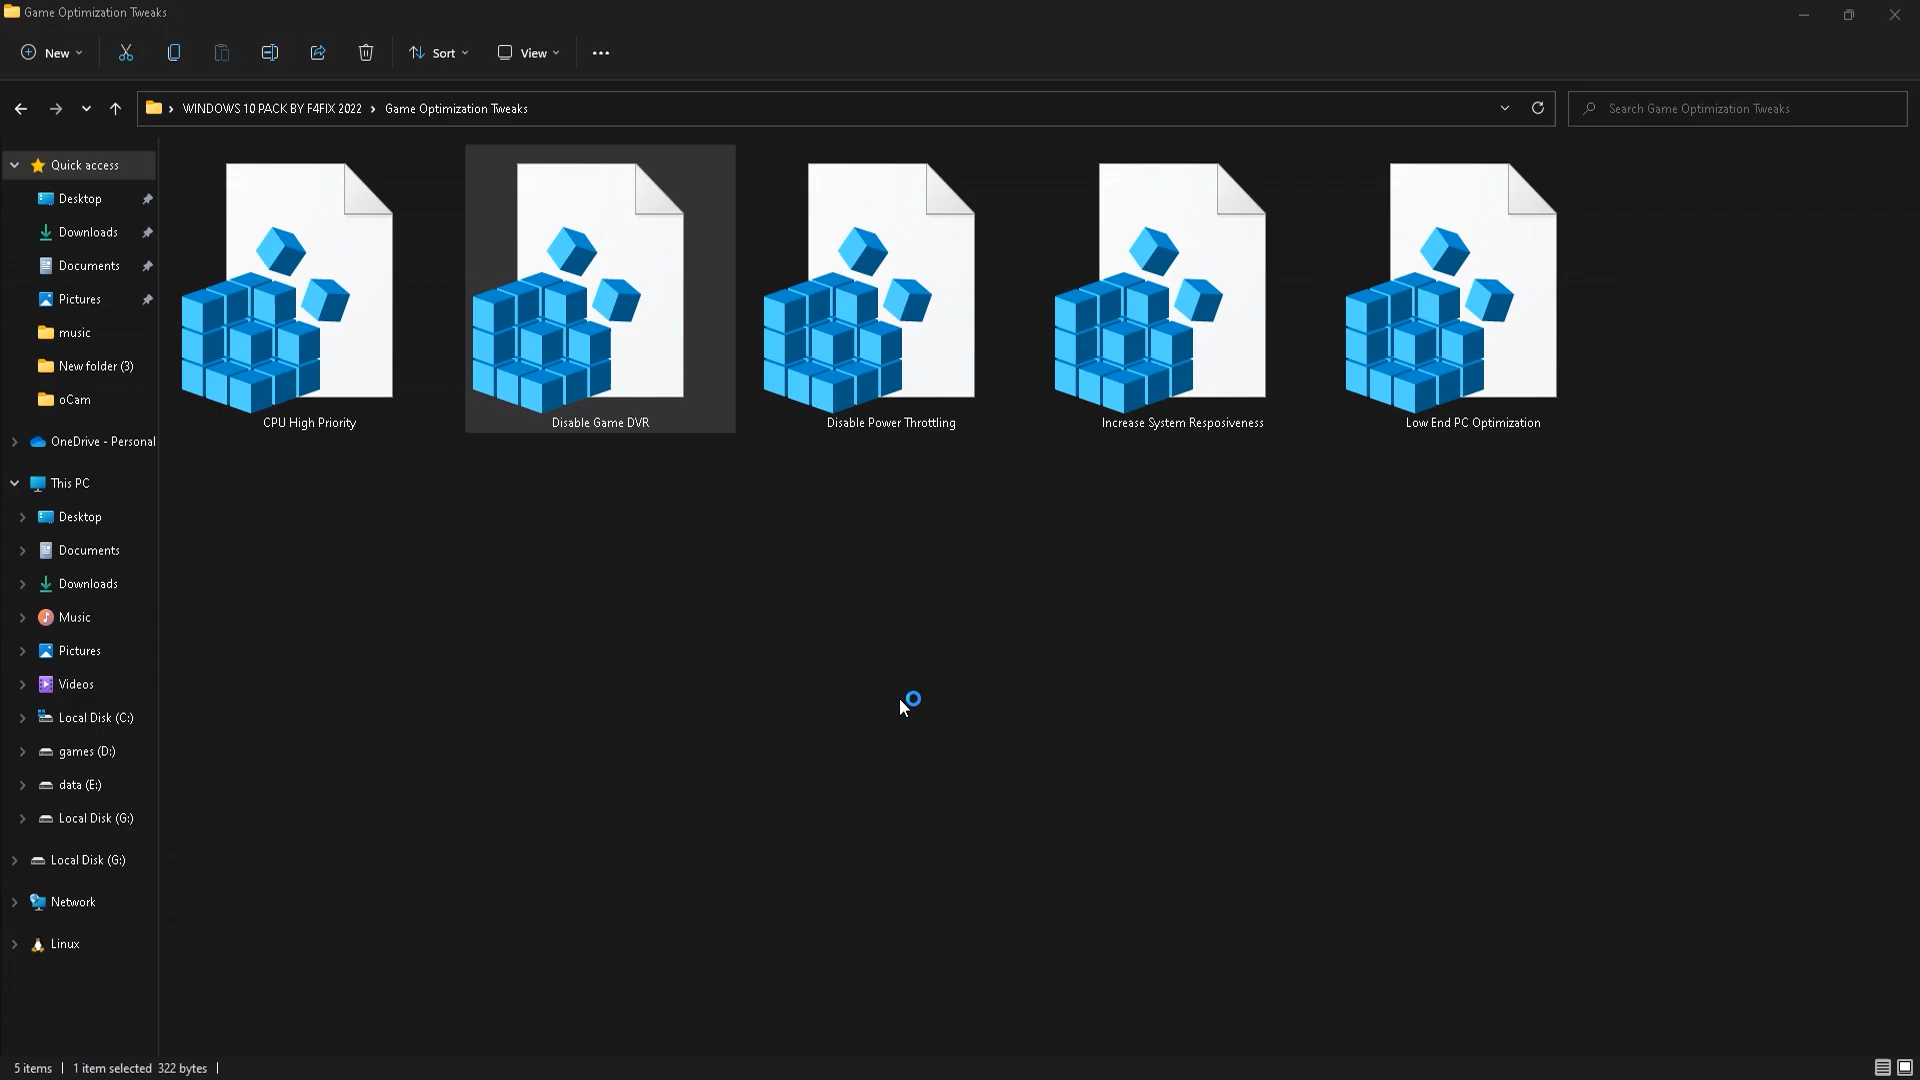 Game Optimization Tweaks
New
Sort
View
WINDOWS 10 PACK BY F4FIX 2022 › Game Optimization Tweaks
Search Game Optimization Tweaks
Quick access
Desktop
Downloads
Documents
Pictures
music
New folder (3)
oCam
OneDrive - Personal
This PC
Desktop
Documents
Downloads
Music
Pictures
Videos
Local Disk (C:)
games (D:)
data (E:)
Local Disk (G:)
Local Disk (G:)
Network
Linux
CPU High Priority
Disable Game DVR
Disable Power Throttling
Increase System Resposiveness
Low End PC Optimization
5 items | 1 item selected 322 bytes |